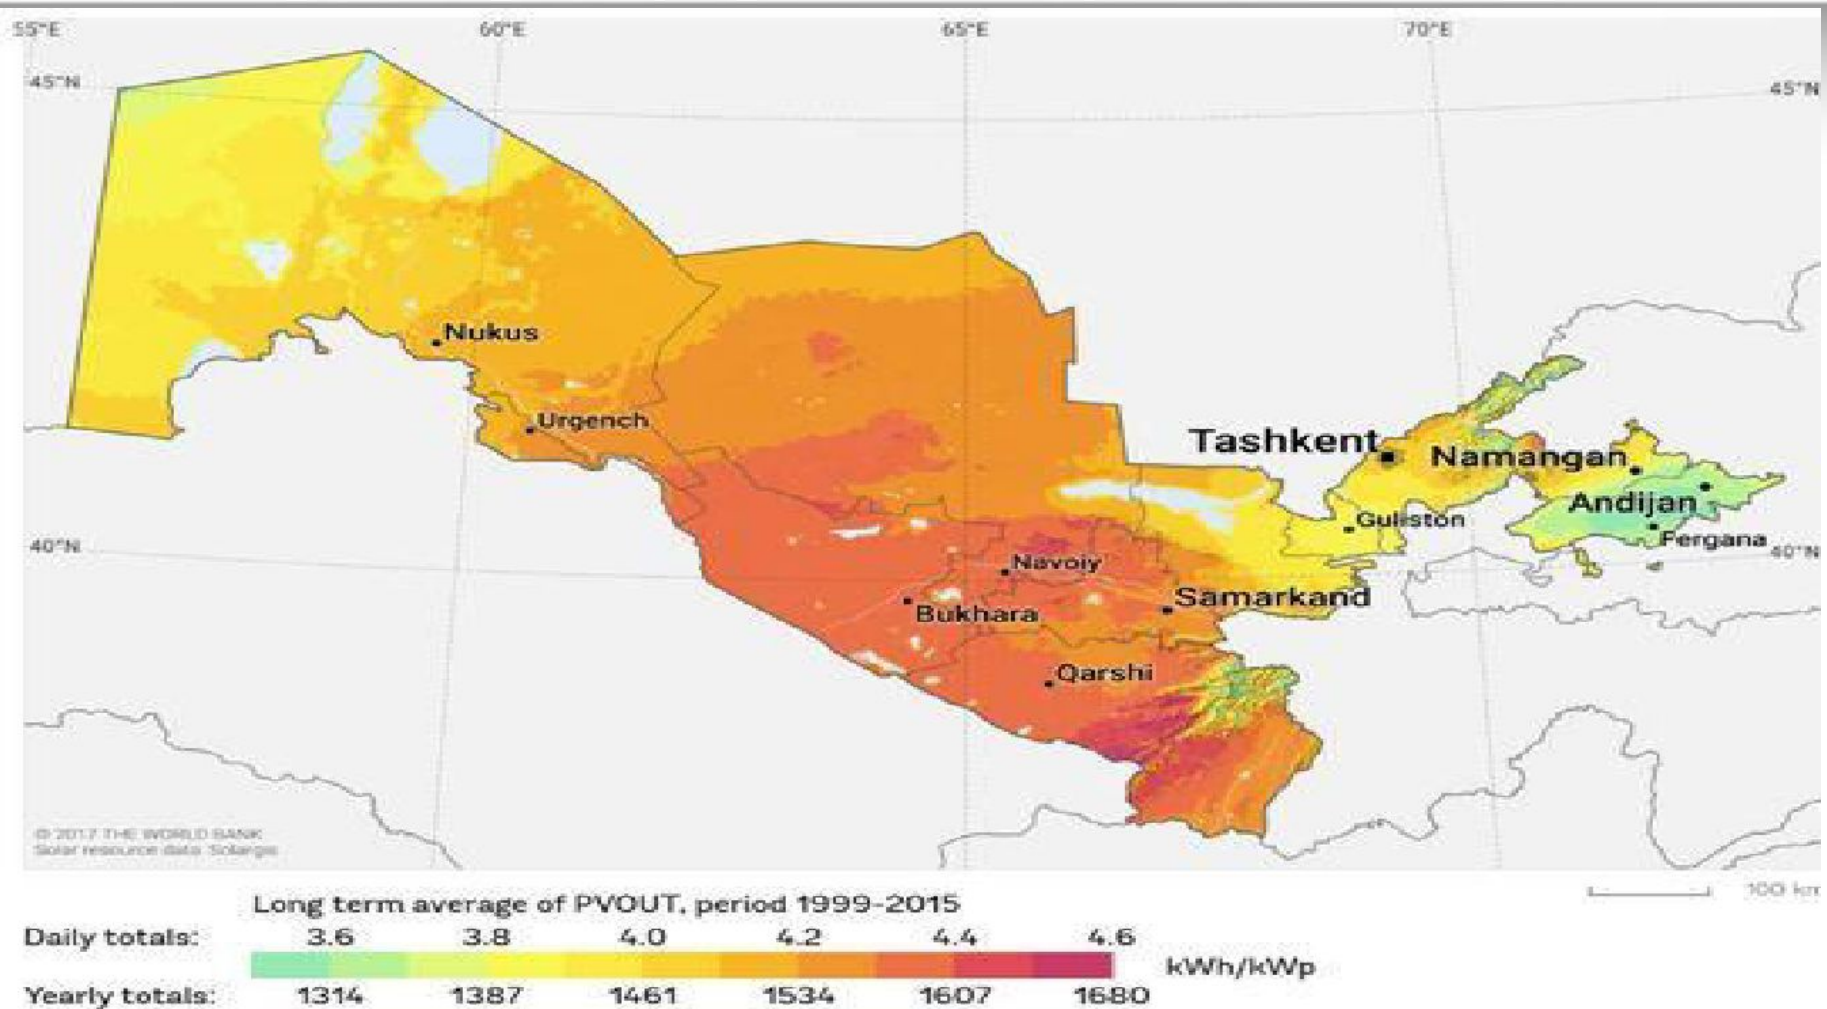 55°E 60°E 65°E 70°E
45°N 45°N
Nukus
Urgench
Tashkent
Namangan
Andijan
Guliston
Fergana
40°N 40°N
Navoiy
Samarkand
Bukhara
Qarshi
© 2017 THE WORLD BANK
Solar resource data: Solargis
100 km
Long term average of PVOUT, period 1999-2015
Daily totals: 3.6 3.8 4.0 4.2 4.4 4.6
kWh/kWp
Yearly totals: 1314 1387 1461 1534 1607 1680